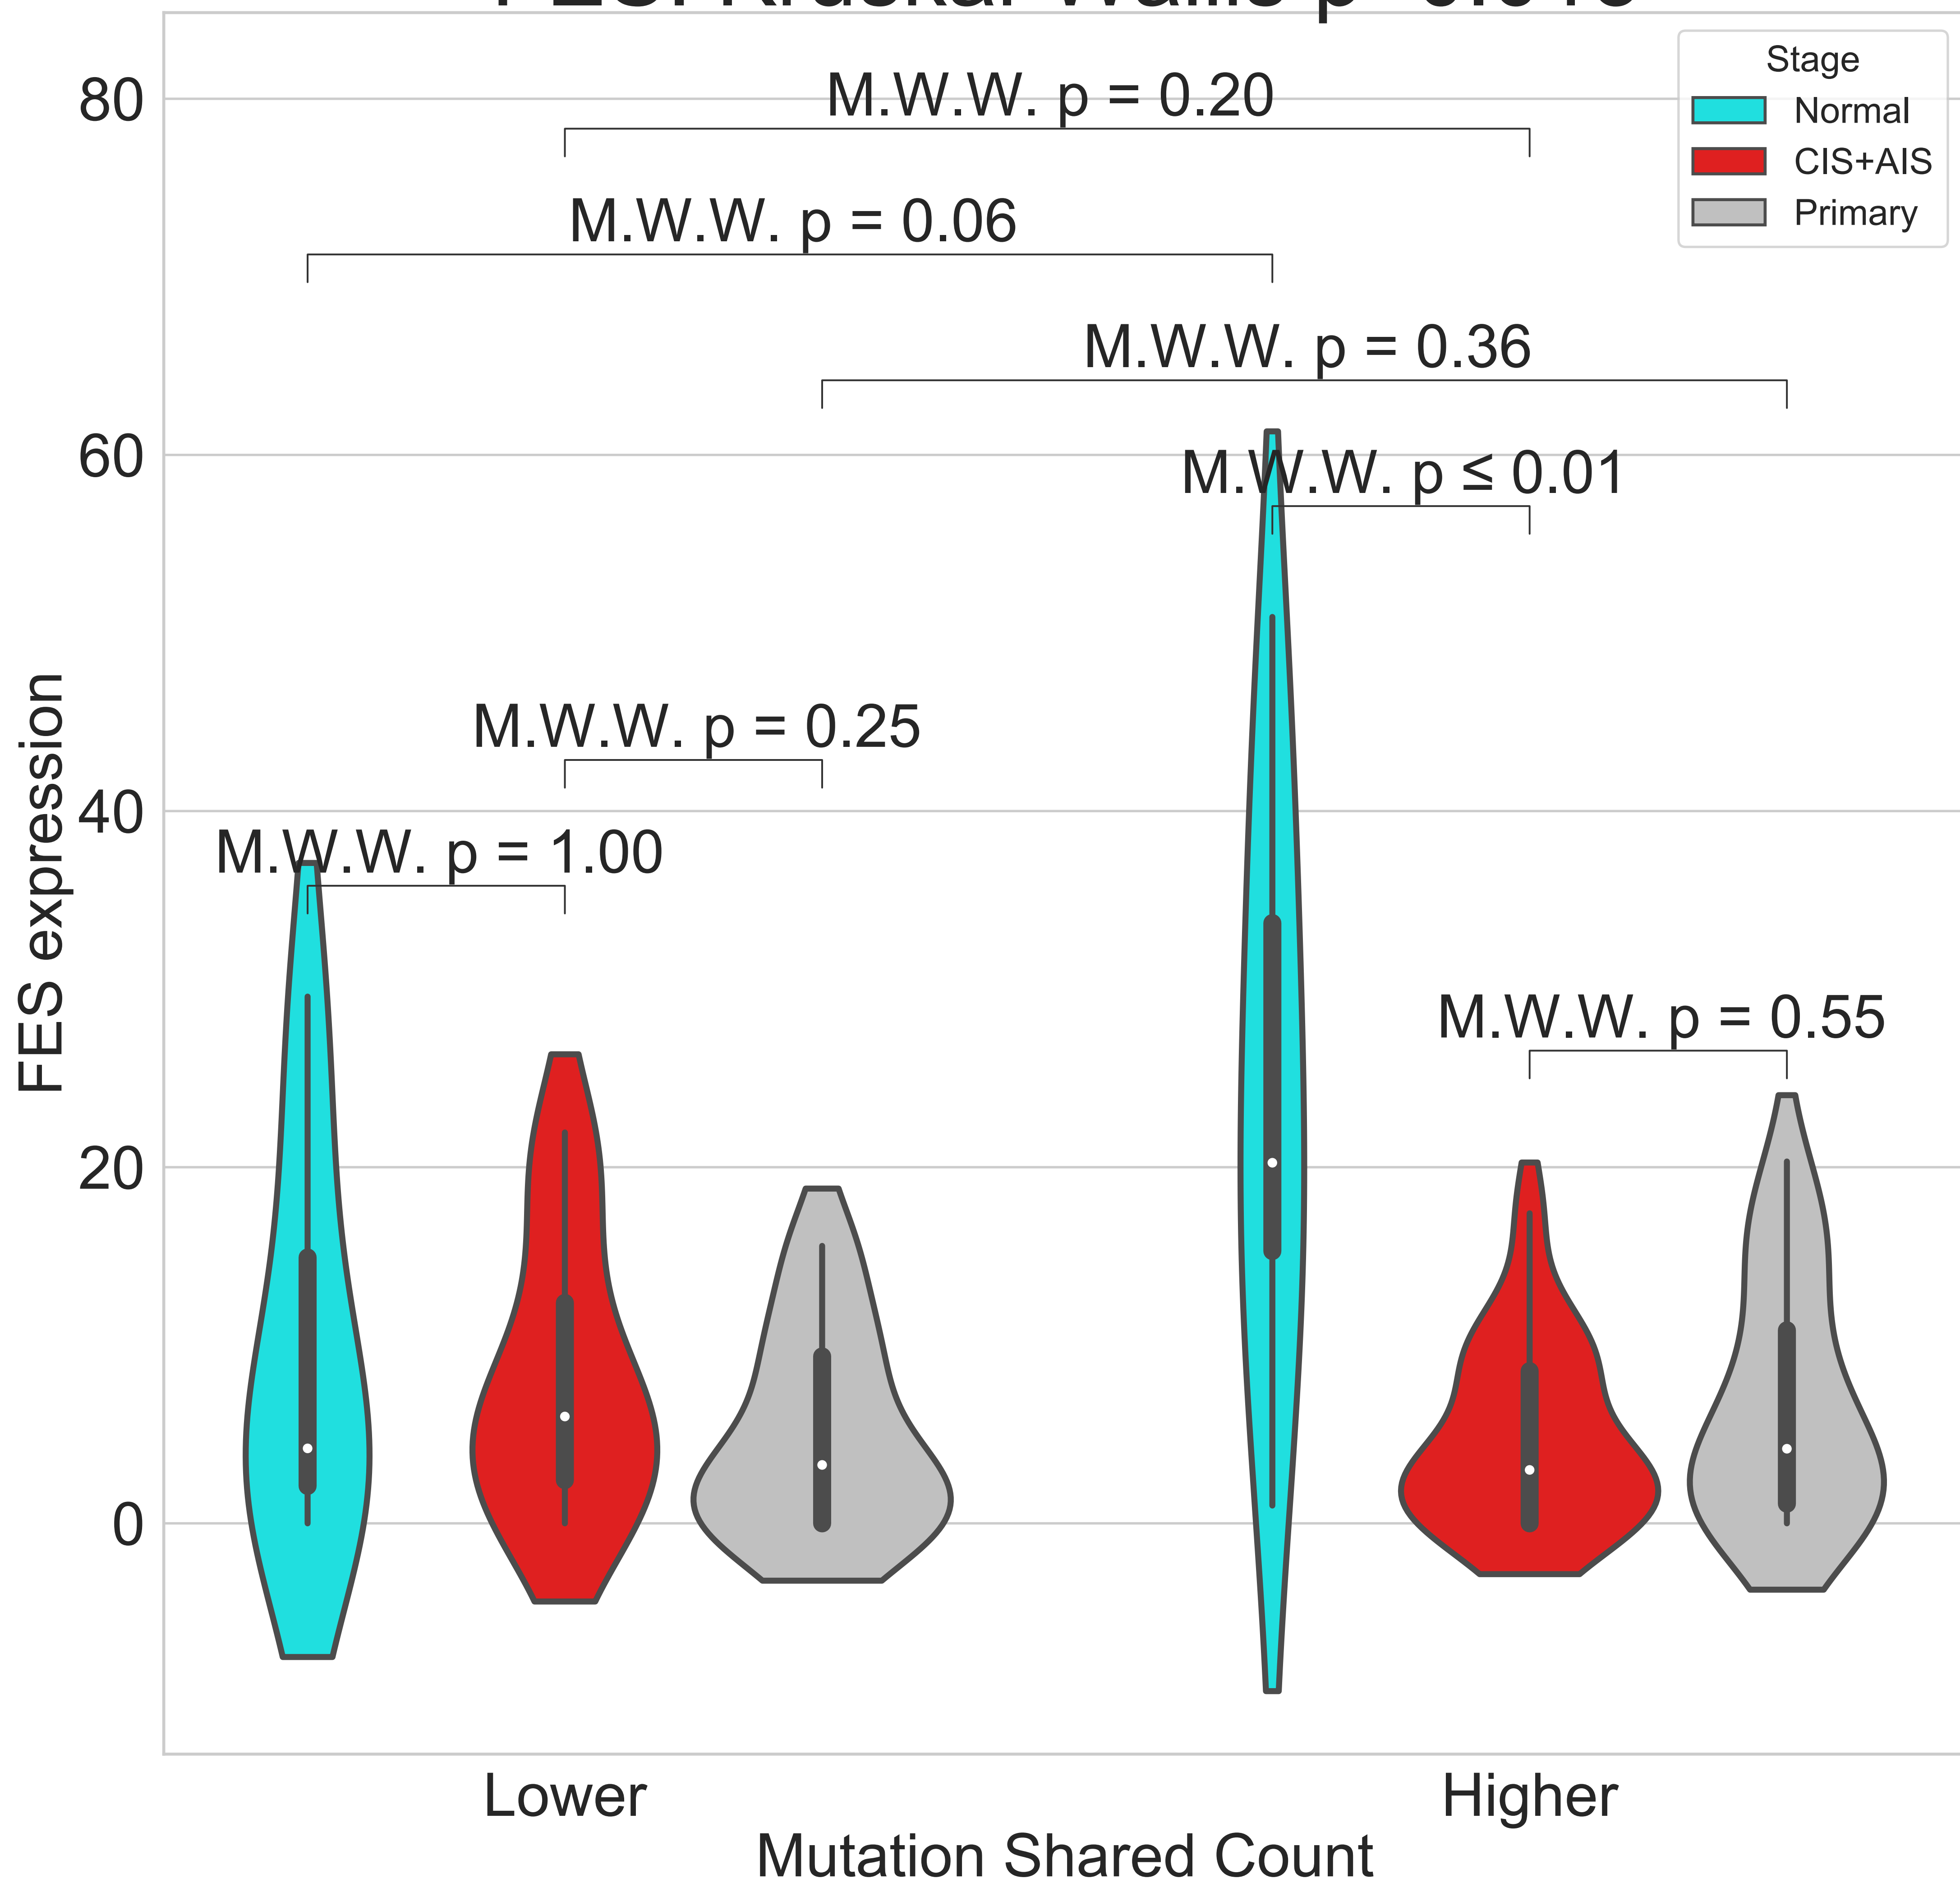 Stage
Normal
CIS+AIS
Primary
M.W.W. p = 0.20
M.W.W. p = 0.06
M.W.W. p = 0.36
M.W.W. p ≤ 0.01
M.W.W. p = 0.25
M.W.W. p = 1.00
M.W.W. p = 0.55
80
60
40
20
0
FES expression
Lower
Higher
Mutation Shared Count